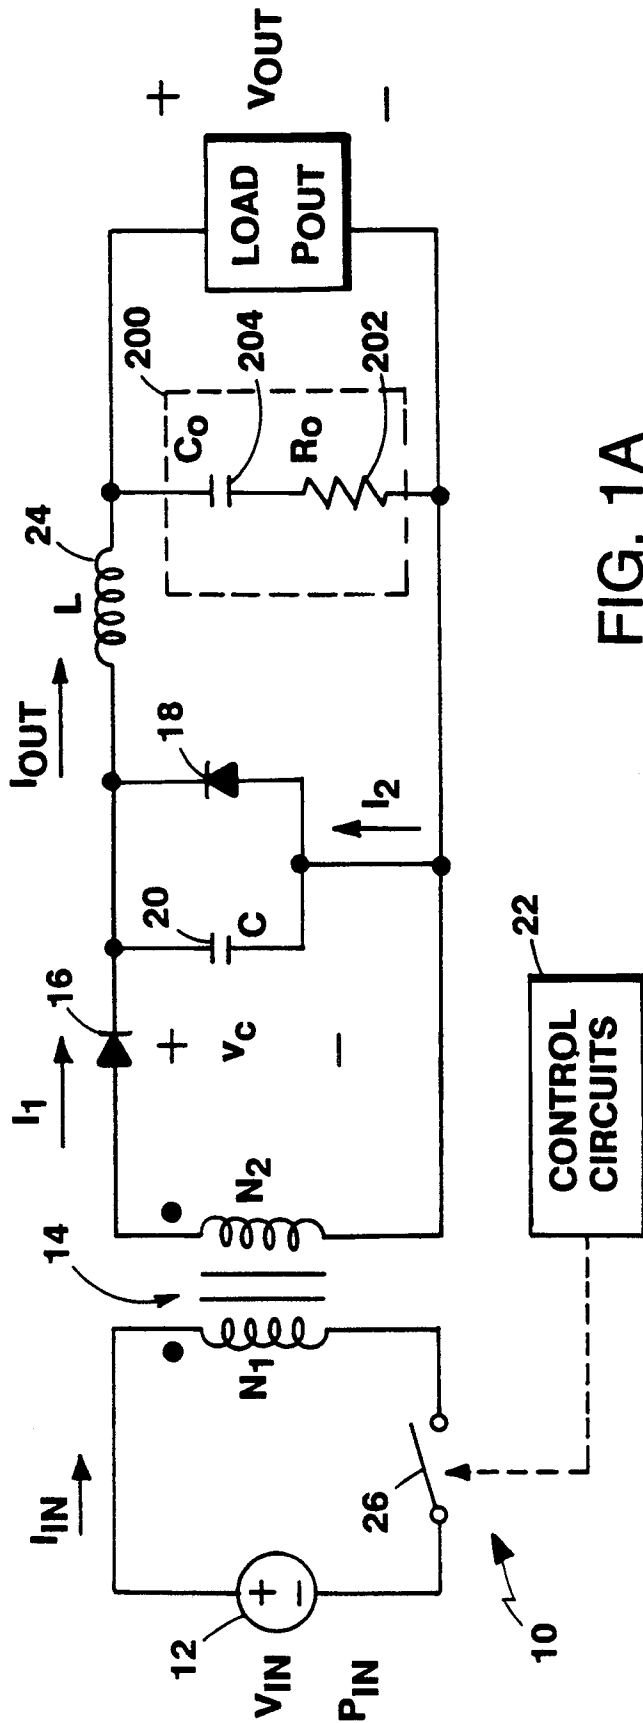 I1
IOUT
16
L
24
200
+
IIN
14
20
18
CO
204
LOAD
POUT
VOUT
N1
N2
+
vC
−
C
RO
202
I2
−
12
+
−
VIN
PIN
26
10
CONTROL
CIRCUITS
22
FIG. 1A